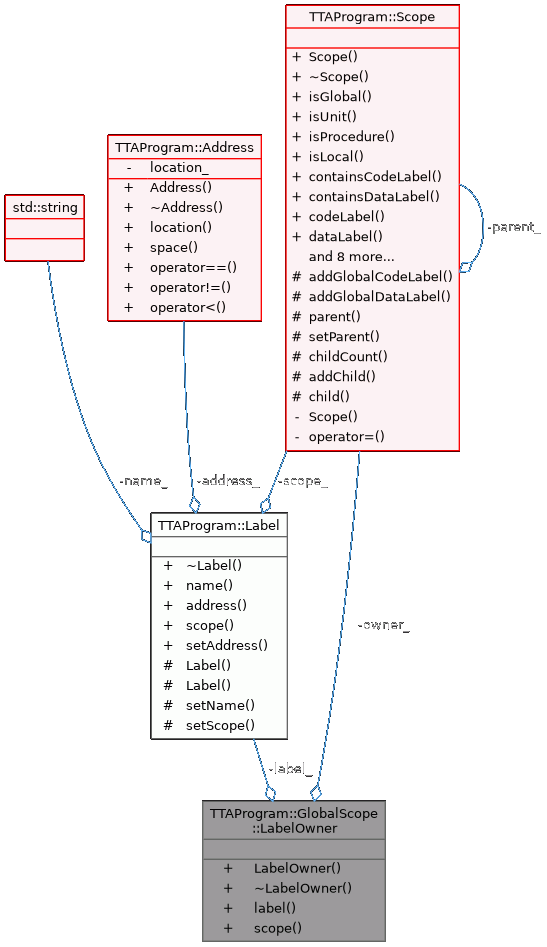 TTAProgram::Scope
+ Scope()
+ ~Scope()
+ isGlobal()
+ isUnit()
+ isProcedure()
+ isLocal()
+ containsCodeLabel()
+ containsDataLabel()
+ codeLabel()
+ dataLabel()
and 8 more...
# addGlobalCodeLabel()
# addGlobalDataLabel()
# parent()
# setParent()
# childCount()
# addChild()
# child()
- Scope()
- operator=()
-parent_
TTAProgram::Address
- location_
+ Address()
+ ~Address()
+ location()
+ space()
+ operator==()
+ operator!=()
+ operator<()
std::string
-name_
-address_
-scope_
TTAProgram::Label
+ ~Label()
+ name()
+ address()
+ scope()
+ setAddress()
# Label()
# Label()
# setName()
# setScope()
-owner_
-label_
TTAProgram::GlobalScope
::LabelOwner
+ LabelOwner()
+ ~LabelOwner()
+ label()
+ scope()